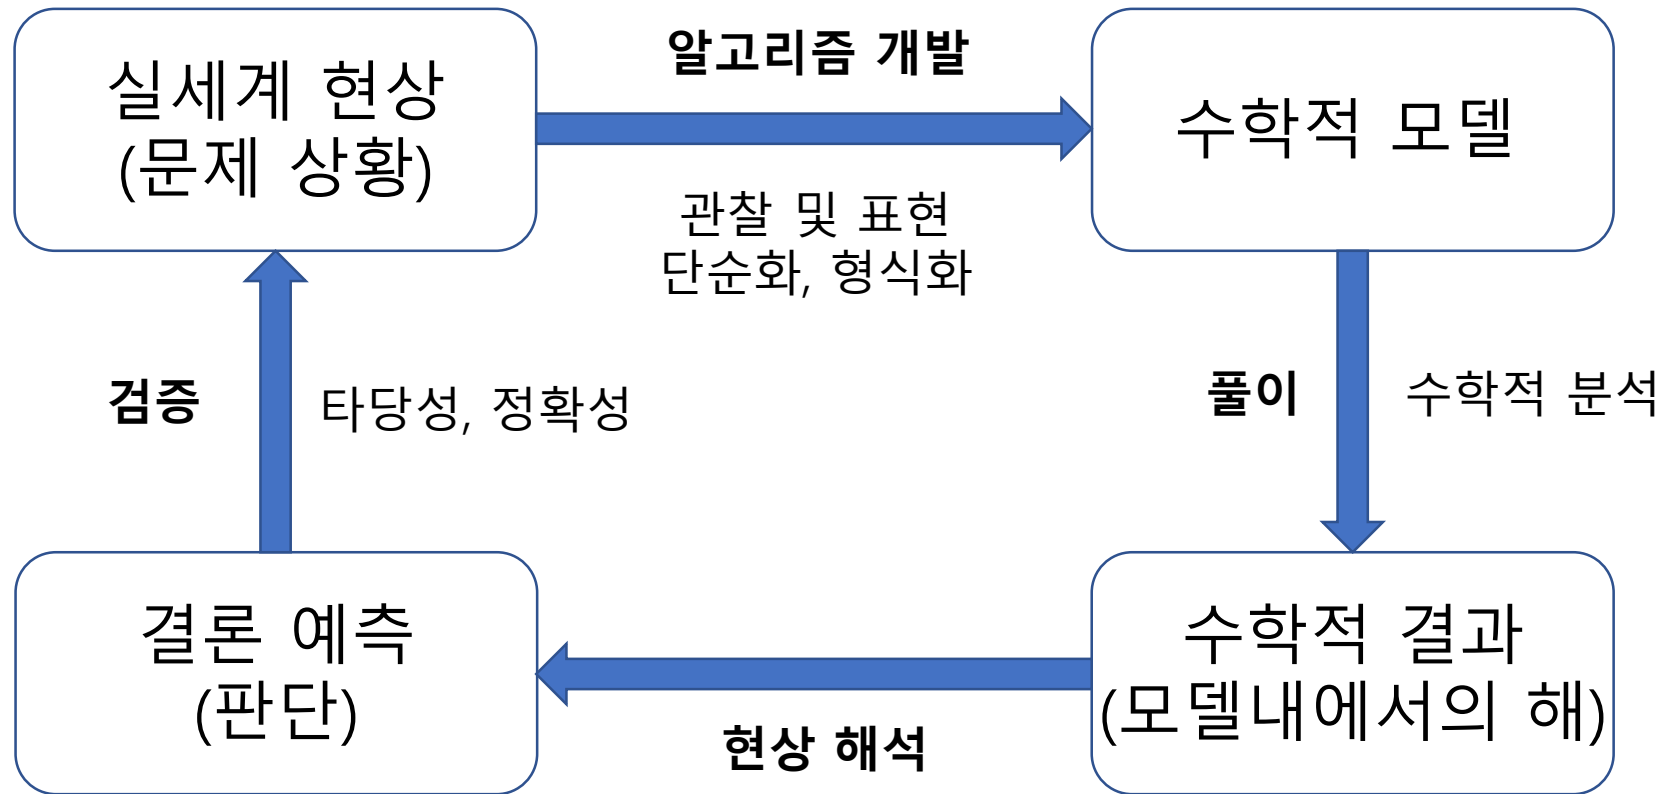 실세계 현상
(문제 상황)
알고리즘 개발
관찰 및 표현
단순화, 형식화
수학적 모델
풀이
수학적 분석
수학적 결과
(모델내에서의 해)
현상 해석
결론 예측
(판단)
검증
타당성, 정확성